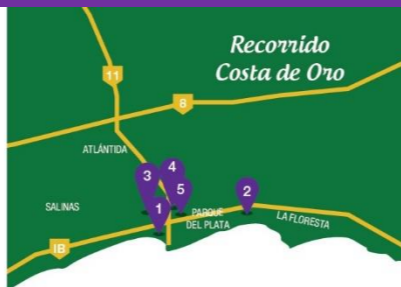 Recorrido
Costa de Oro
11
8
ATLÁNTIDA
3
4
5
2
1
SALINAS
PARQUE
DEL PLATA
LA FLORESTA
IB